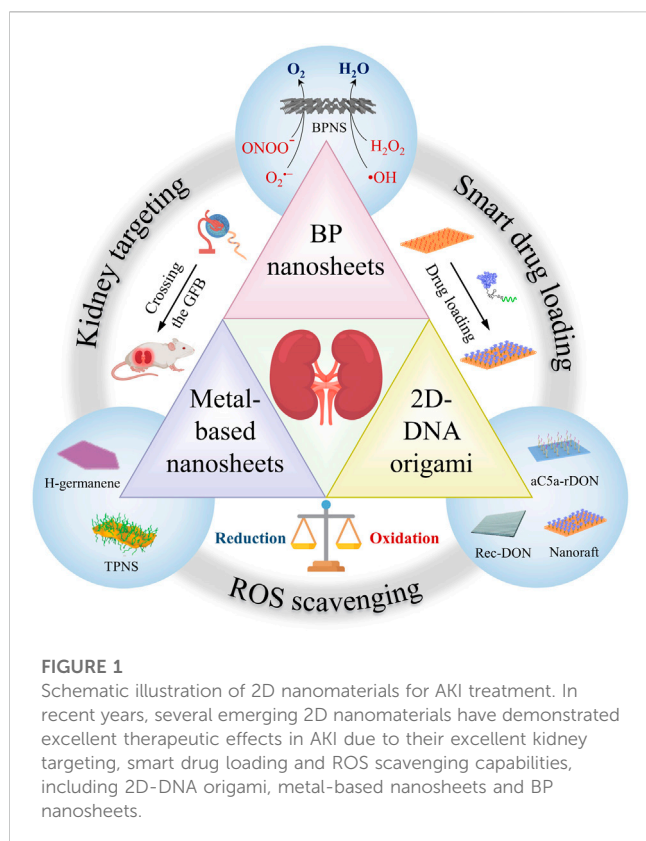 O₂
H₂O
BPNS
ONOO⁻
H₂O₂
O₂•⁻
•OH
Kidney targeting
Smart drug loading
BP
nanosheets
Crossing
the GFB
Drug loading
Metal-
based
nanosheets
2D-
DNA
origami
H-germanene
TPNS
aC5a-rDON
Rec-DON
Nanoraft
Reduction
Oxidation
ROS scavenging
FIGURE 1
Schematic illustration of 2D nanomaterials for AKI treatment. In
recent years, several emerging 2D nanomaterials have demonstrated
excellent therapeutic effects in AKI due to their excellent kidney
targeting, smart drug loading and ROS scavenging capabilities,
including 2D-DNA origami, metal-based nanosheets and BP
nanosheets.